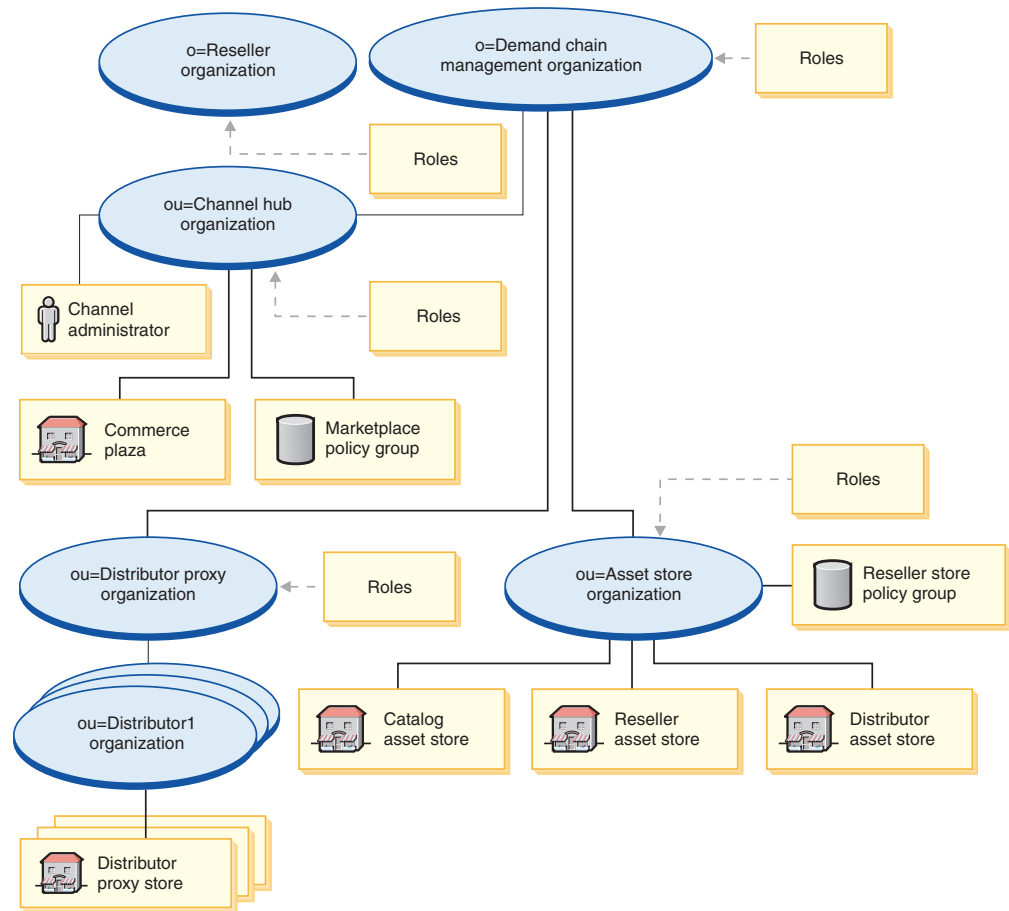 o=Reseller
organization
o=Demand chain
management organization
Roles
Roles
ou=Channel hub
organization
Channel
administrator
Roles
Commerce
plaza
Marketplace
policy group
Roles
ou=Distributor proxy
organization
Roles
ou=Asset store
organization
Reseller store
policy group
ou=Distributor1
organization
Catalog
asset store
Reseller
asset store
Distributor
asset store
Distributor
proxy store